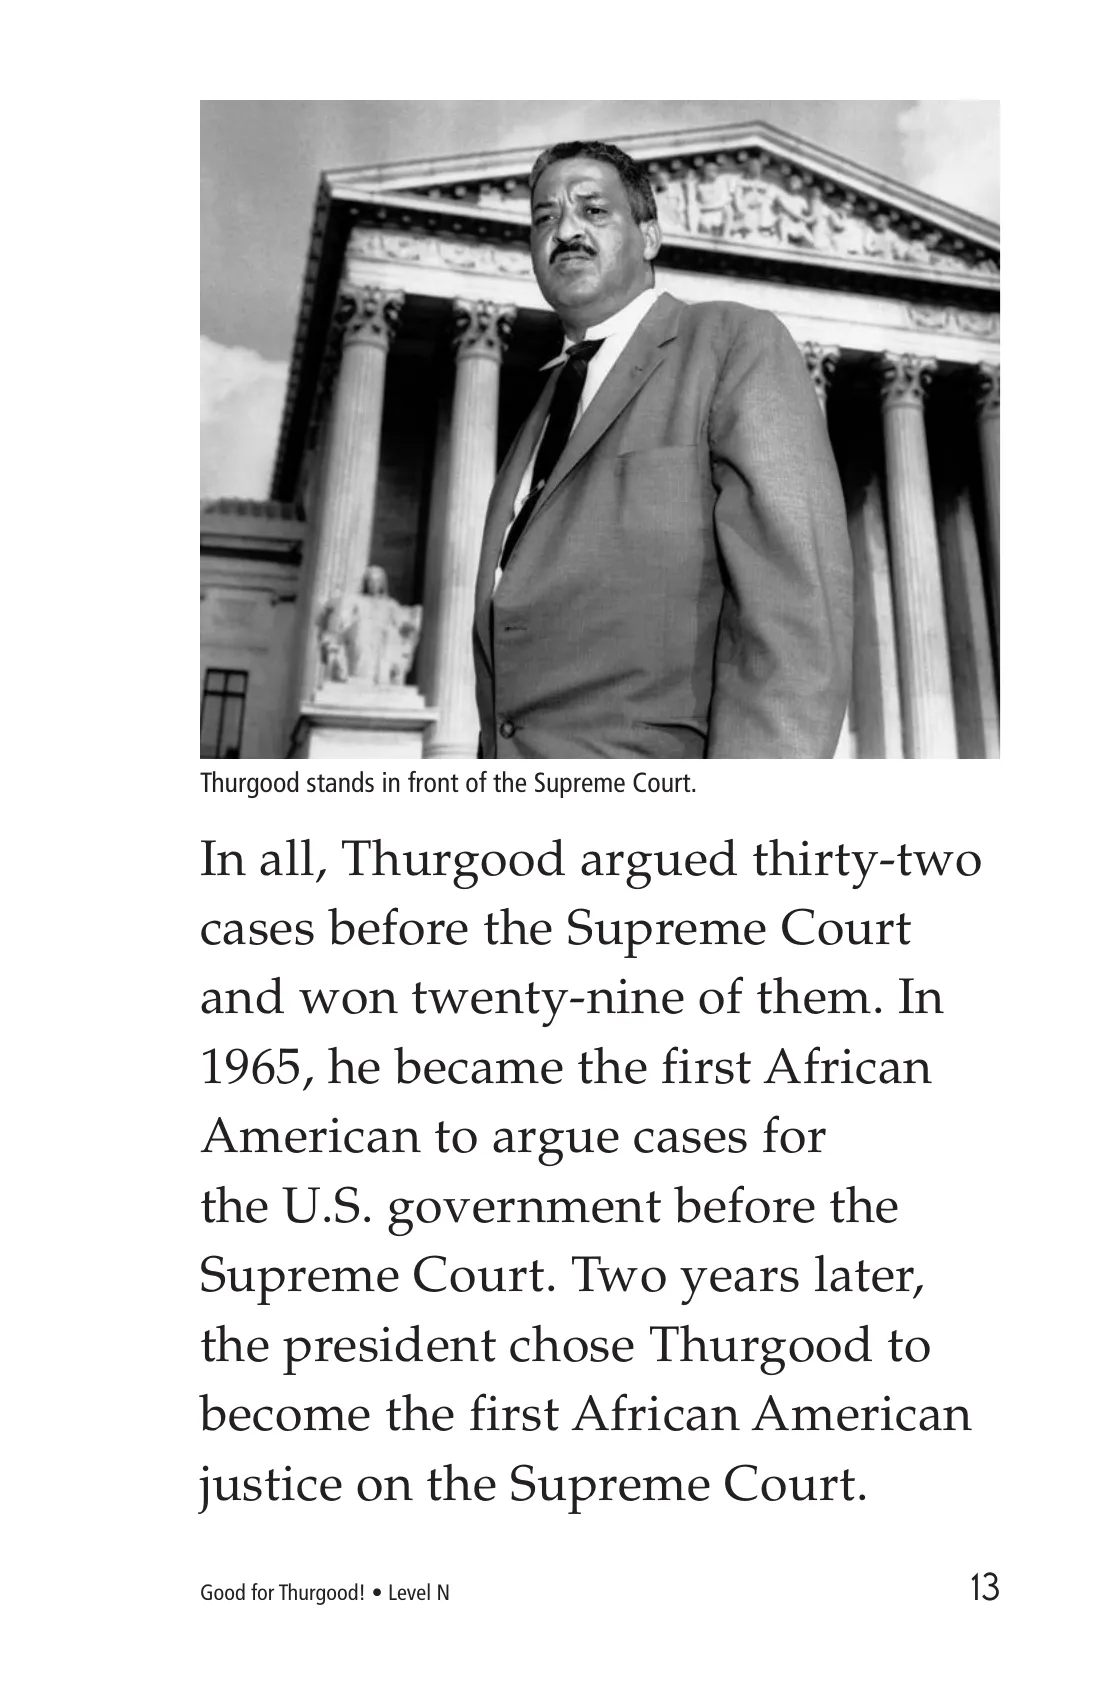 Thurgood stands in front of the Supreme Court.
In all, Thurgood argued thirty-two
cases before the Supreme Court
and won twenty-nine of them. In
1965, he became the first African
American to argue cases for
the U.S. government before the
Supreme Court. Two years later,
the president chose Thurgood to
become the first African American
justice on the Supreme Court.
Good for Thurgood! • Level N
13